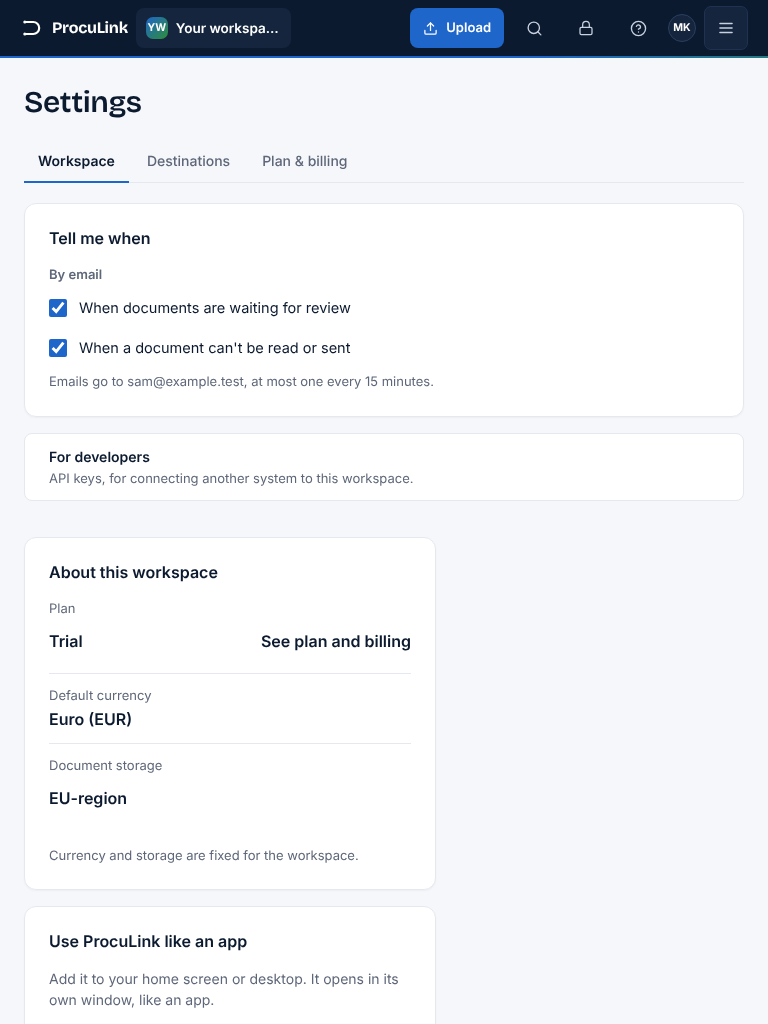 ProcuLink
YW
Your workspa…
Upload
MK
Settings
Workspace
Destinations
Plan & billing
Tell me when
By email
When documents are waiting for review
When a document can't be read or sent
Emails go to sam@example.test, at most one every 15 minutes.
For developers
API keys, for connecting another system to this workspace.
About this workspace
Plan
Trial
See plan and billing
Default currency
Euro (EUR)
Document storage
EU-region
Currency and storage are fixed for the workspace.
Use ProcuLink like an app
Add it to your home screen or desktop. It opens in its
own window, like an app.